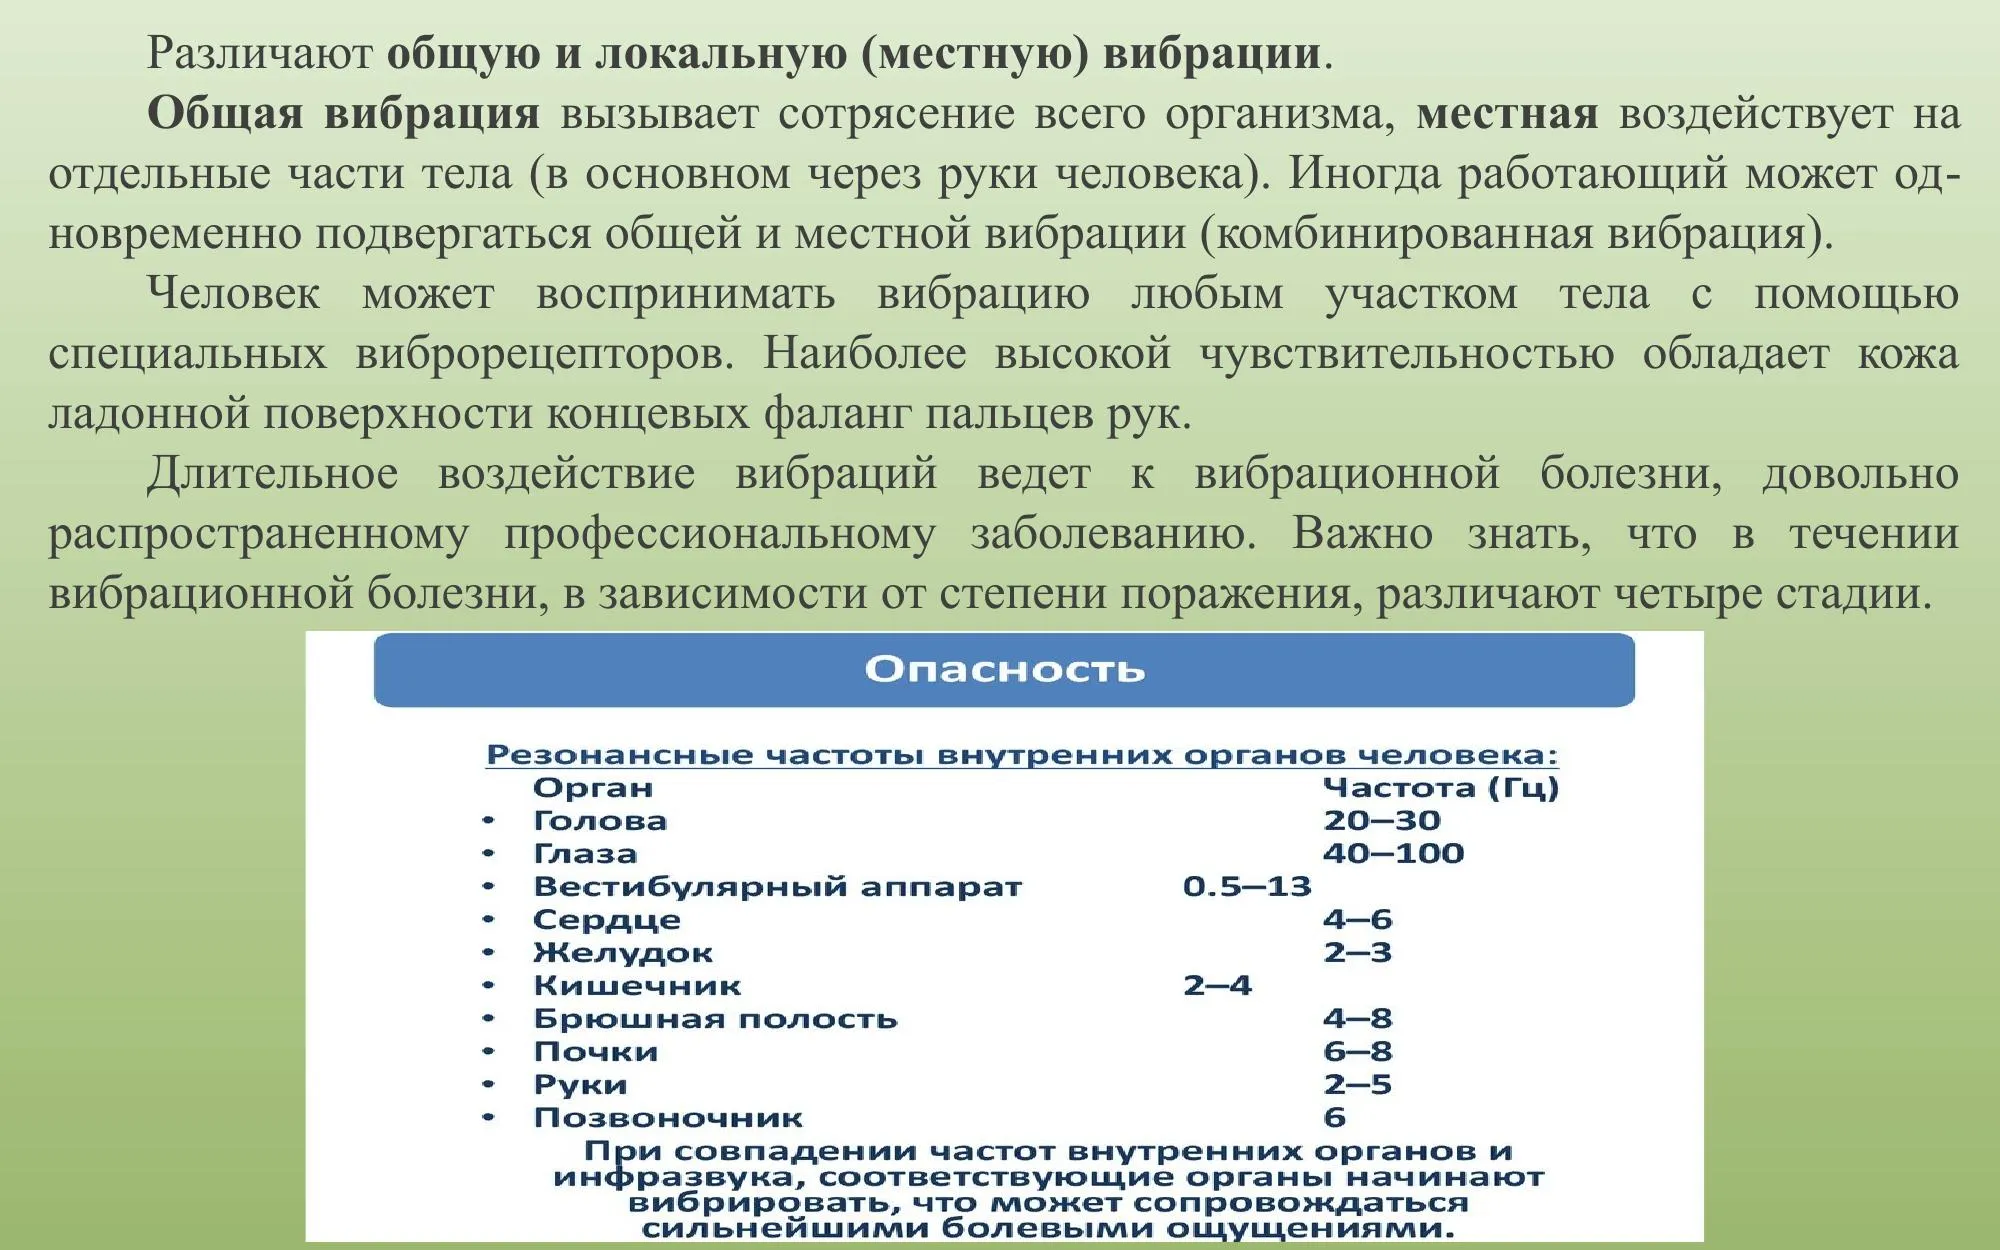 Различают общую и локальную (местную) вибрации.
Общая вибрация вызывает сотрясение всего организма, местная воздействует на
отдельные части тела (в основном через руки человека). Иногда работающий может од-
новременно подвергаться общей и местной вибрации (комбинированная вибрация).
Человек может воспринимать вибрацию любым участком тела с помощью
специальных виброрецепторов. Наиболее высокой чувствительностью обладает кожа
ладонной поверхности концевых фаланг пальцев рук.
Длительное воздействие вибраций ведет к вибрационной болезни, довольно
распространенному профессиональному заболеванию. Важно знать, что в течении
вибрационной болезни, в зависимости от степени поражения, различают четыре стадии.
Опасность
Резонансные частоты внутренних органов человека:
Орган Частота (Гц)
• Голова 20–30
• Глаза 40–100
• Вестибулярный аппарат 0.5–13
• Сердце 4–6
• Желудок 2–3
• Кишечник 2–4
• Брюшная полость 4–8
• Почки 6–8
• Руки 2–5
• Позвоночник 6
При совпадении частот внутренних органов и
инфразвука, соответствующие органы начинают
вибрировать, что может сопровождаться
сильнейшими болевыми ощущениями.